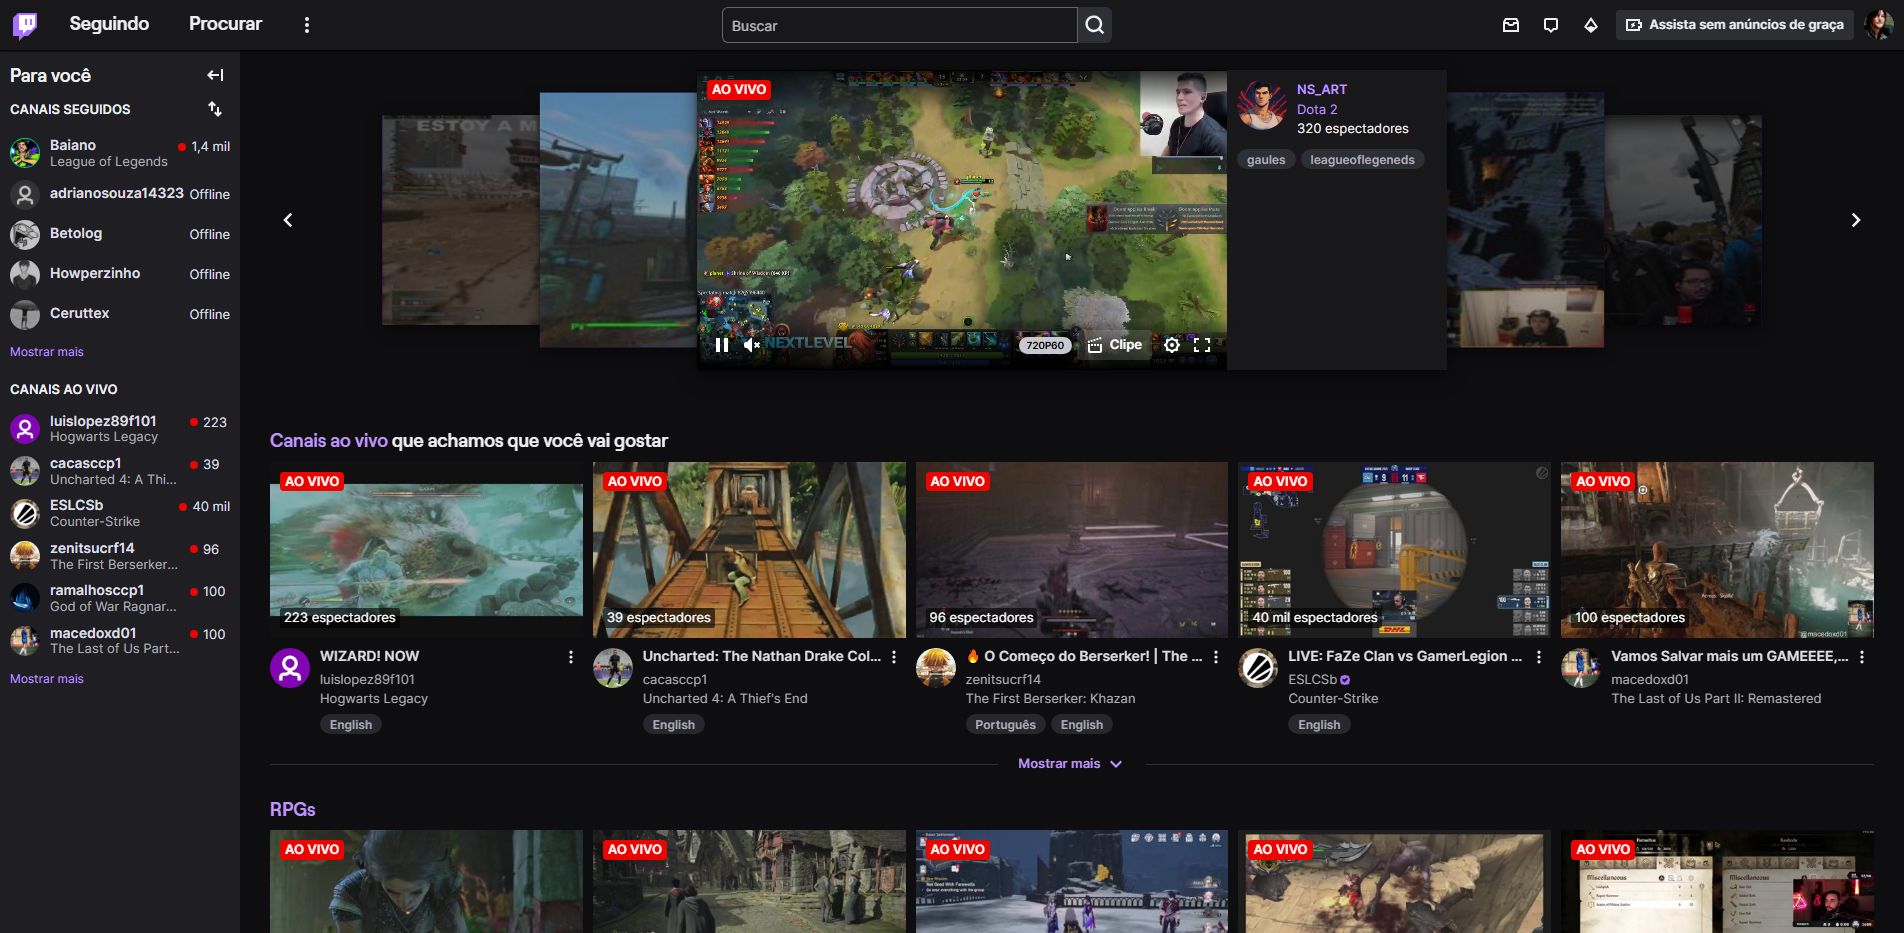 Seguindo
Procurar
Buscar
Assista sem anúncios de graça
Para você
CANAIS SEGUIDOS
Baiano
1,4 mil
League of Legends
adrianosouza14323
Offline
Betolog
Offline
Howperzinho
Offline
Ceruttex
Offline
Mostrar mais
CANAIS AO VIVO
luislopez89f101
223
Hogwarts Legacy
cacasccp1
39
Uncharted 4: A Thi...
ESLCSb
40 mil
Counter-Strike
zenitsucrf14
96
The First Berserker...
ramalhosccp1
100
God of War Ragnar...
macedoxd01
100
The Last of Us Part...
Mostrar mais
ESTOY A M
AO VIVO
NEXTLEVEL
720P60
Clipe
NS_ART
Dota 2
320 espectadores
gaules
leagueoflegeneds
Canais ao vivo que achamos que você vai gostar
AO VIVO
223 espectadores
WIZARD! NOW
luislopez89f101
Hogwarts Legacy
English
AO VIVO
39 espectadores
Uncharted: The Nathan Drake Col...
cacasccp1
Uncharted 4: A Thief's End
English
AO VIVO
96 espectadores
🔥 O Começo do Berserker! | The ...
zenitsucrf14
The First Berserker: Khazan
Português
English
AO VIVO
9
11
DHL
40 mil espectadores
LIVE: FaZe Clan vs GamerLegion ...
ESLCSb
Counter-Strike
English
AO VIVO
@macedoxd01
100 espectadores
Vamos Salvar mais um GAMEEEE,...
macedoxd01
The Last of Us Part II: Remastered
Mostrar mais
RPGs
AO VIVO
AO VIVO
AO VIVO
AO VIVO
AO VIVO
Miscellaneous
Miscellaneous